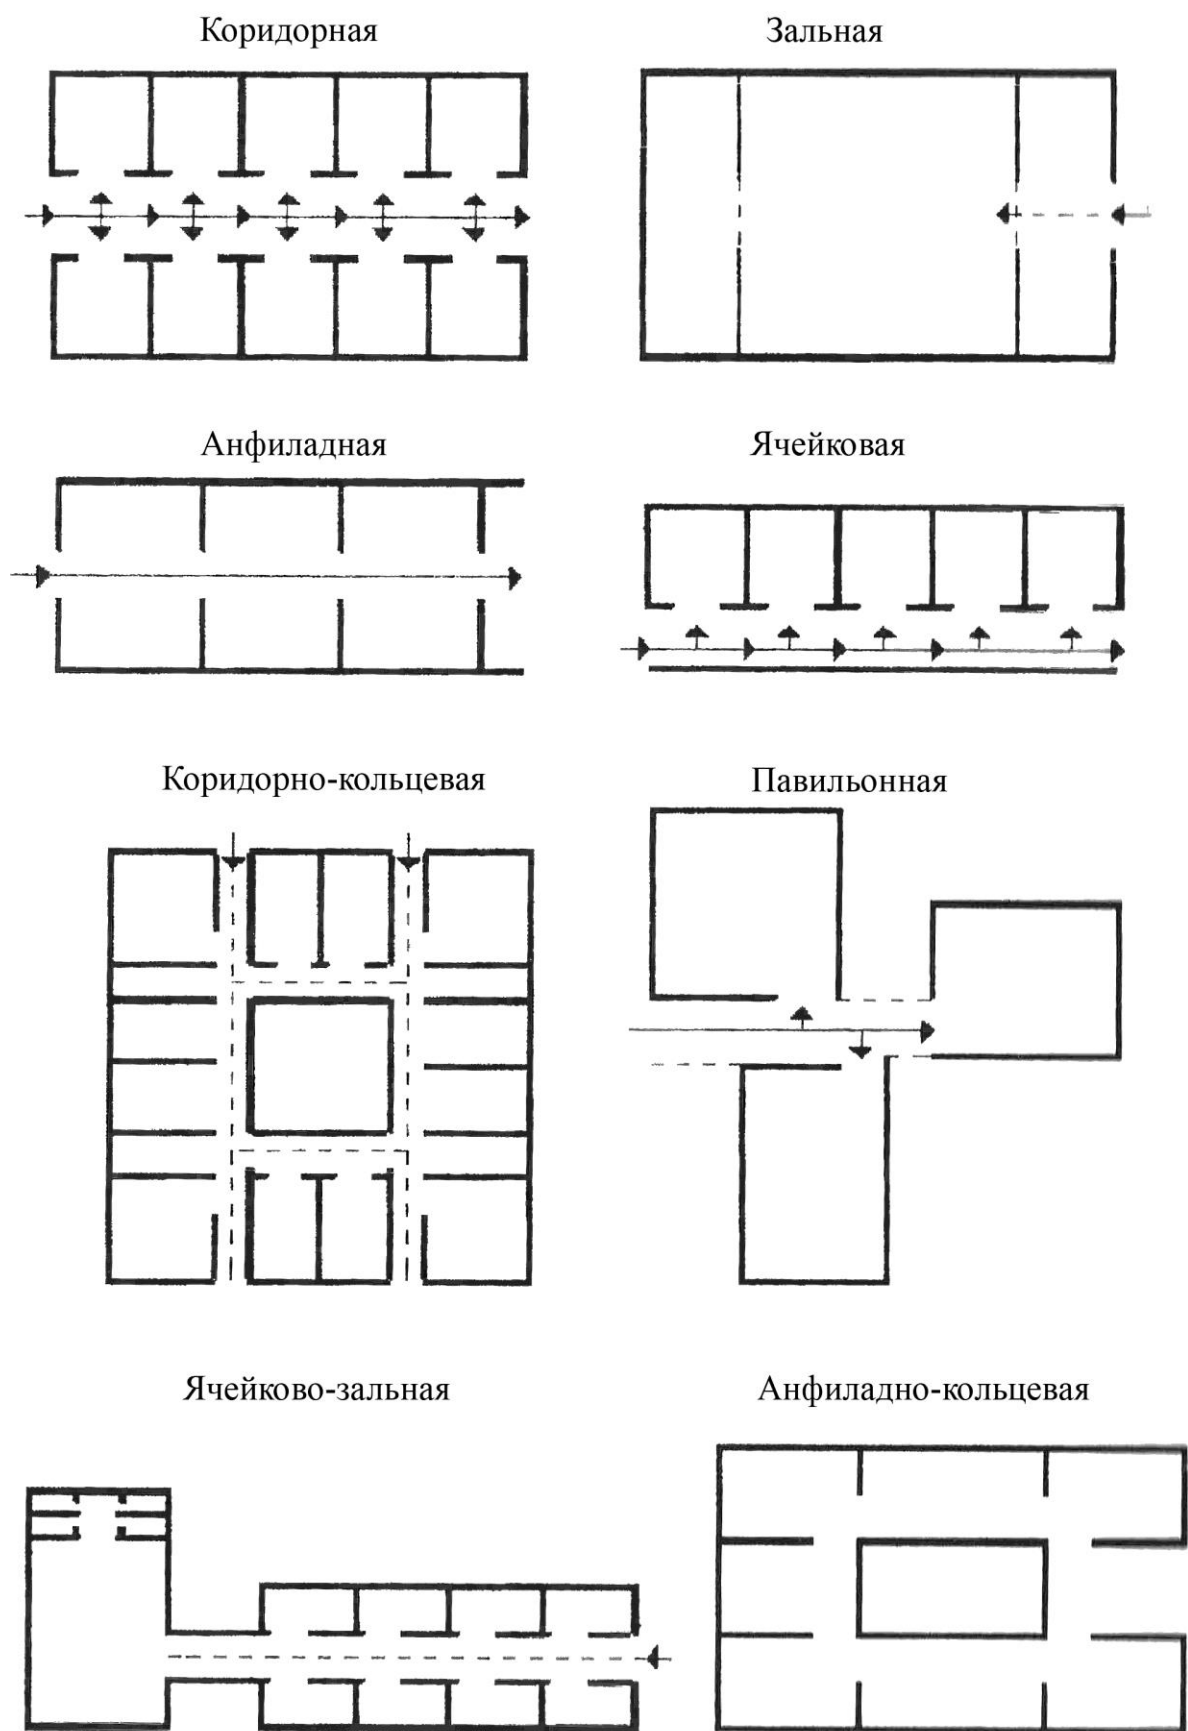 Коридорная
Зальная
Анфиладная
Ячейковая
Коридорно-кольцевая
Павильонная
Ячейково-зальная
Анфиладно-кольцевая